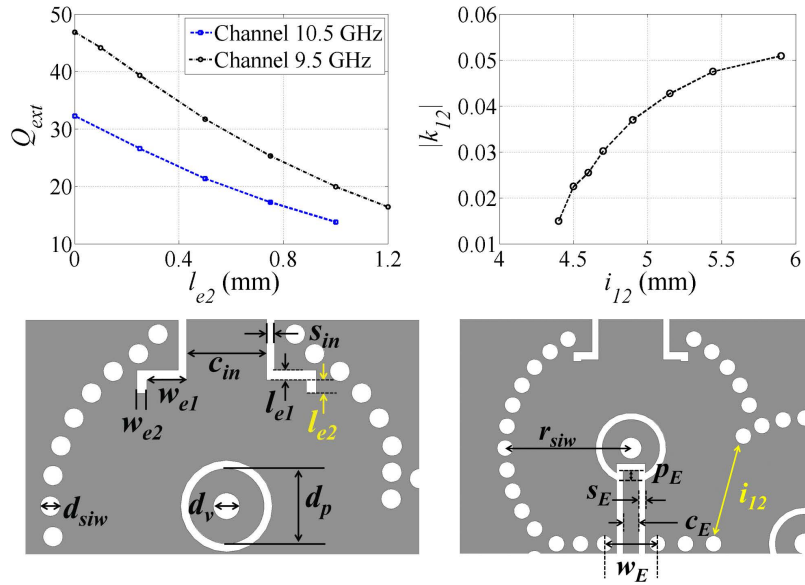 50
40
30
20
10
0 0.4 0.8 1.2
Q_ext
l_e2 (mm)
Channel 10.5 GHz
Channel 9.5 GHz
0.06
0.05
0.04
0.03
0.02
0.01
4 4.5 5 5.5 6
|k_12|
i_12 (mm)
s_in
c_in
w_e1
l_e1
w_e2
l_e2
d_siw
d_v
d_p
r_siw
p_E
s_E
i_12
c_E
w_E